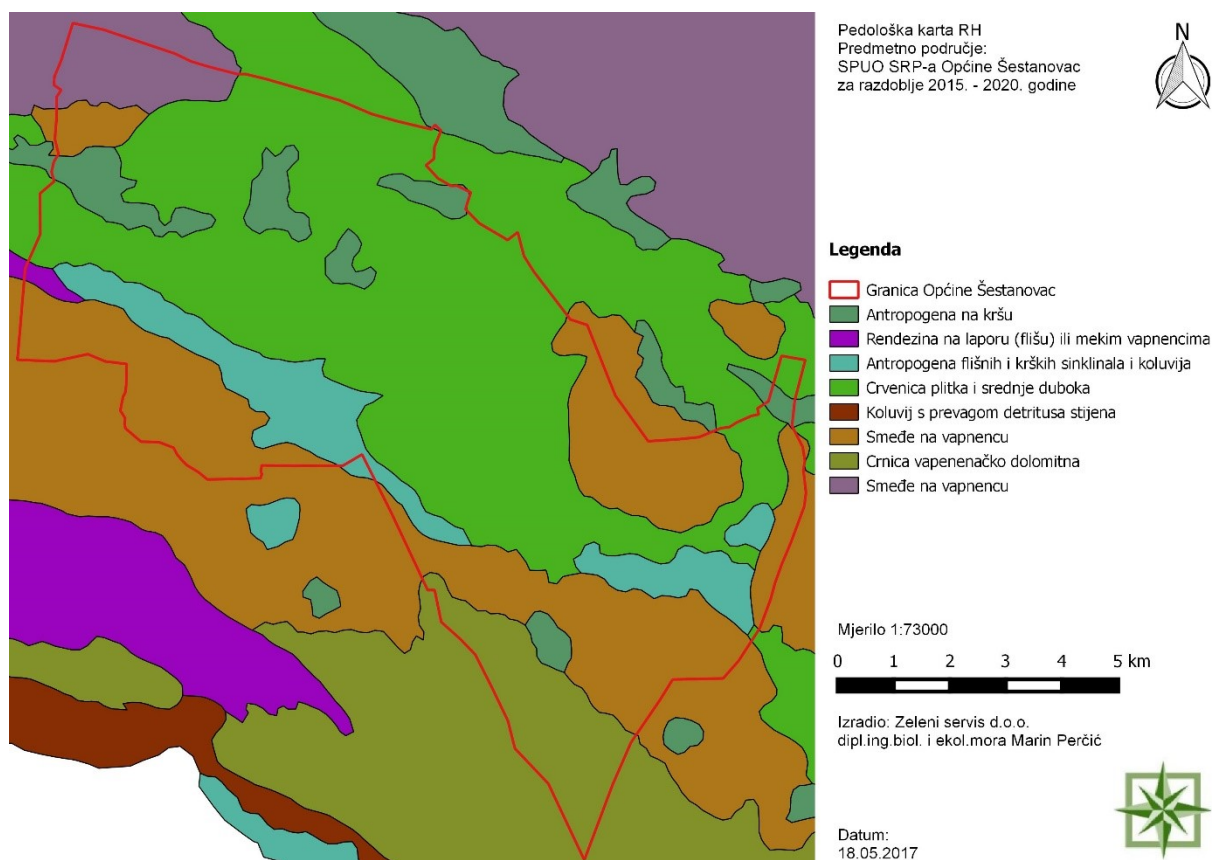 Pedološka karta RH
Predmetno područje:
SPUO SRP-a Općine Šestanovac
za razdoblje 2015. - 2020. godine
N
Legenda
Granica Općine Šestanovac
Antropogena na kršu
Rendezina na laporu (flišu) ili mekim vapnencima
Antropogena flišnih i krških sinklinala i koluvija
Crvenica plitka i srednje duboka
Koluvij s prevagom detritusa stijena
Smeđe na vapnencu
Crnica vapenenačko dolomitna
Smeđe na vapnencu
Mjerilo 1:73000
0 1 2 3 4 5 km
Izradio: Zeleni servis d.o.o.
dipl.ing.biol. i ekol.mora Marin Perčić
Datum:
18.05.2017